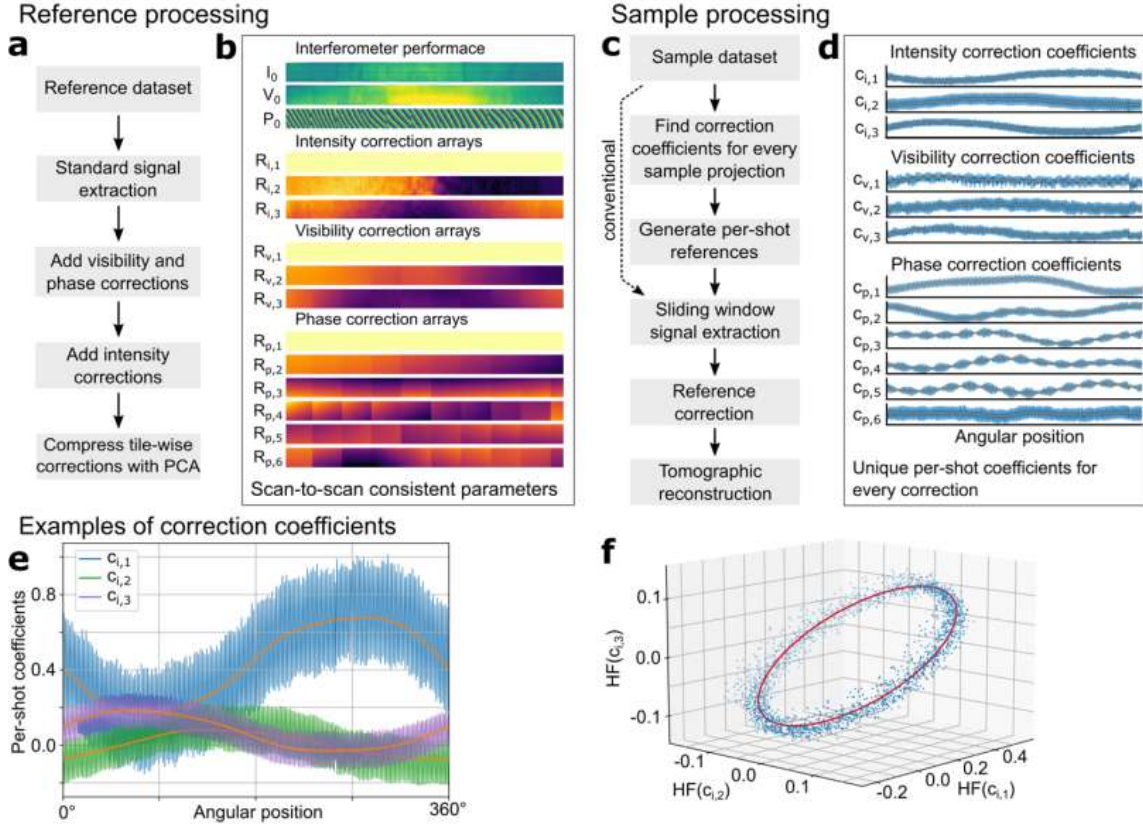 Reference processing
Sample processing
a
Reference dataset
Standard signal
extraction
Add visibility and
phase corrections
Add intensity
corrections
Compress tile-wise
corrections with PCA
b
Interferometer performace
I0
V0
P0
Intensity correction arrays
Ri,1
Ri,2
Ri,3
Visibility correction arrays
Rv,1
Rv,2
Rv,3
Phase correction arrays
Rp,1
Rp,2
Rp,3
Rp,4
Rp,5
Rp,6
Scan-to-scan consistent parameters
c
Sample dataset
conventional
Find correction
coefficients for every
sample projection
Generate per-shot
references
Sliding window
signal extraction
Reference
correction
Tomographic
reconstruction
d
Intensity correction coefficients
Ci,1
Ci,2
Ci,3
Visibility correction coefficients
Cv,1
Cv,2
Cv,3
Phase correction coefficients
Cp,1
Cp,2
Cp,3
Cp,4
Cp,5
Cp,6
Angular position
Unique per-shot coefficients for
every correction
Examples of correction coefficients
e
Ci,1
Ci,2
Ci,3
Per-shot coefficients
0.8
0.4
0.0
0°
Angular position
360°
f
HF(ci,3)
0.1
0.0
-0.1
-0.1
0.0
0.1
HF(ci,2)
-0.2
0.0
0.2
0.4
HF(ci,1)